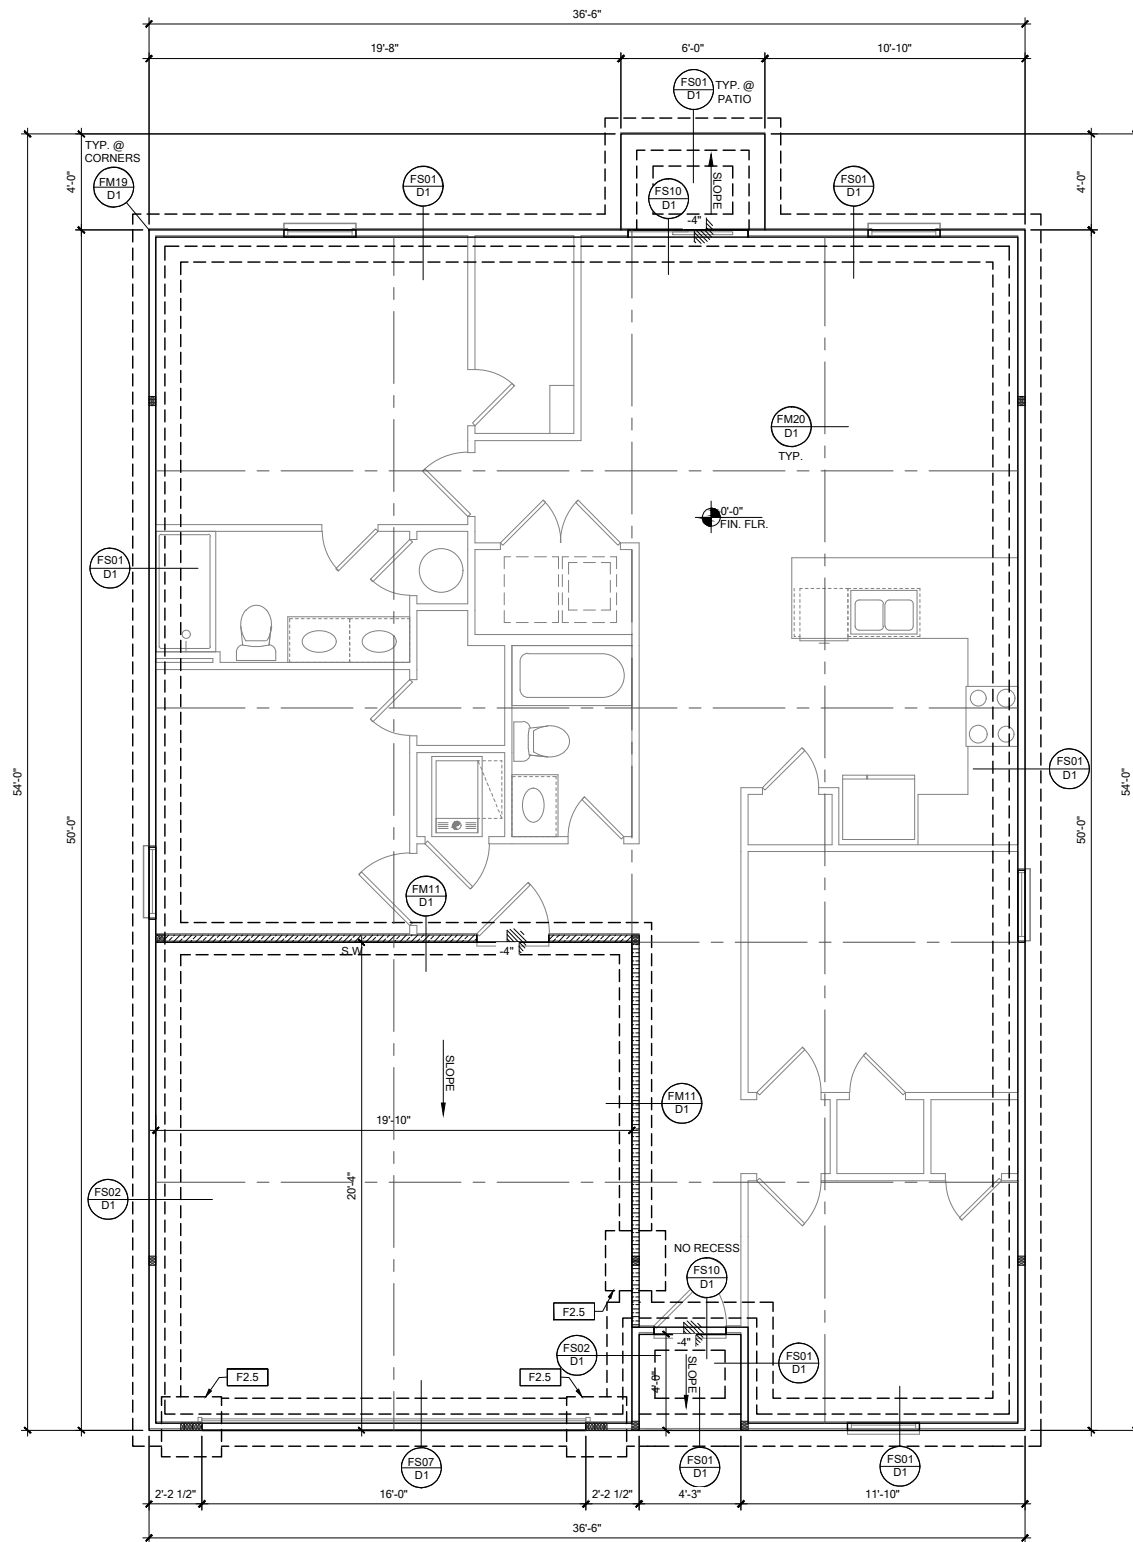 36'-6"
19'-8"
6'-0"
10'-10"
FS01
D1
TYP. @
PATIO
TYP. @
CORNERS
FM19
D1
4'-0"
FS01
D1
FS10
D1
SLOPE
-4"
FS01
D1
4'-0"
FM20
D1
TYP.
0'-0"
FIN. FLR.
FS01
D1
54'-0"
50'-0"
FS01
D1
50'-0"
54'-0"
FM11
D1
S.W.
-4"
SLOPE
19'-10"
FM11
D1
20'-4"
FS02
D1
NO RECESS
FS10
D1
F2.5
-4"
FS02
D1
4'-0"
SLOPE
FS01
D1
F2.5
F2.5
FS07
D1
FS01
D1
FS01
D1
2'-2 1/2"
16'-0"
2'-2 1/2"
4'-3"
11'-10"
36'-6"